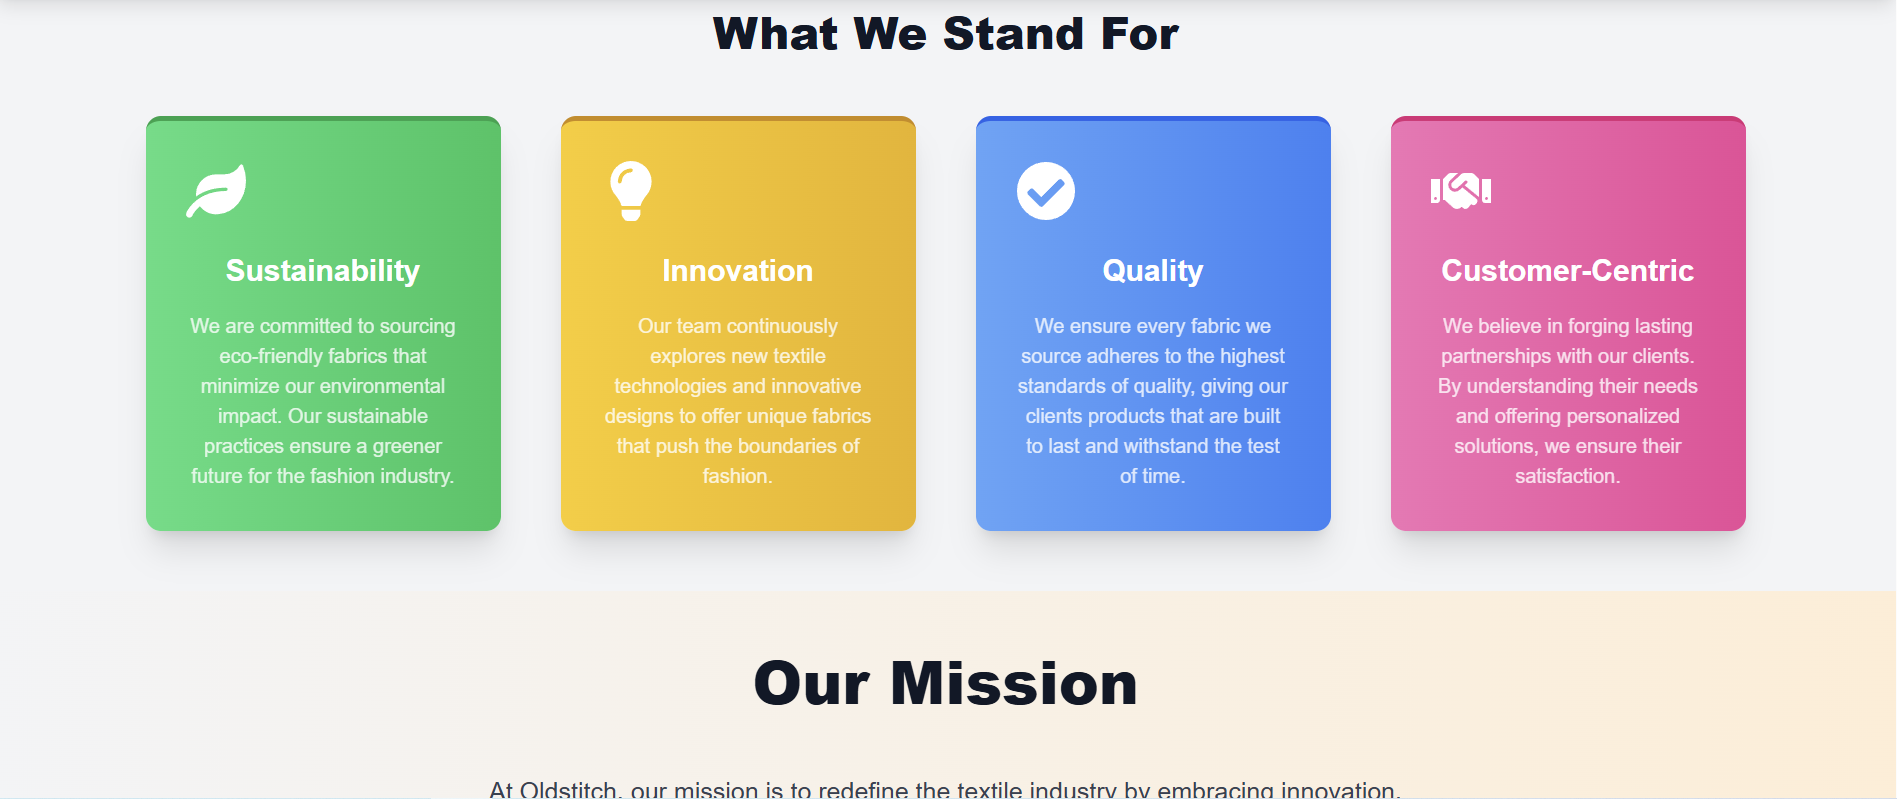 What We Stand For
Sustainability
We are committed to sourcing
eco-friendly fabrics that
minimize our environmental
impact. Our sustainable
practices ensure a greener
future for the fashion industry.
Innovation
Our team continuously
explores new textile
technologies and innovative
designs to offer unique fabrics
that push the boundaries of
fashion.
Quality
We ensure every fabric we
source adheres to the highest
standards of quality, giving our
clients products that are built
to last and withstand the test
of time.
Customer-Centric
We believe in forging lasting
partnerships with our clients.
By understanding their needs
and offering personalized
solutions, we ensure their
satisfaction.
Our Mission
At Oldstitch, our mission is to redefine the textile industry by embracing innovation,